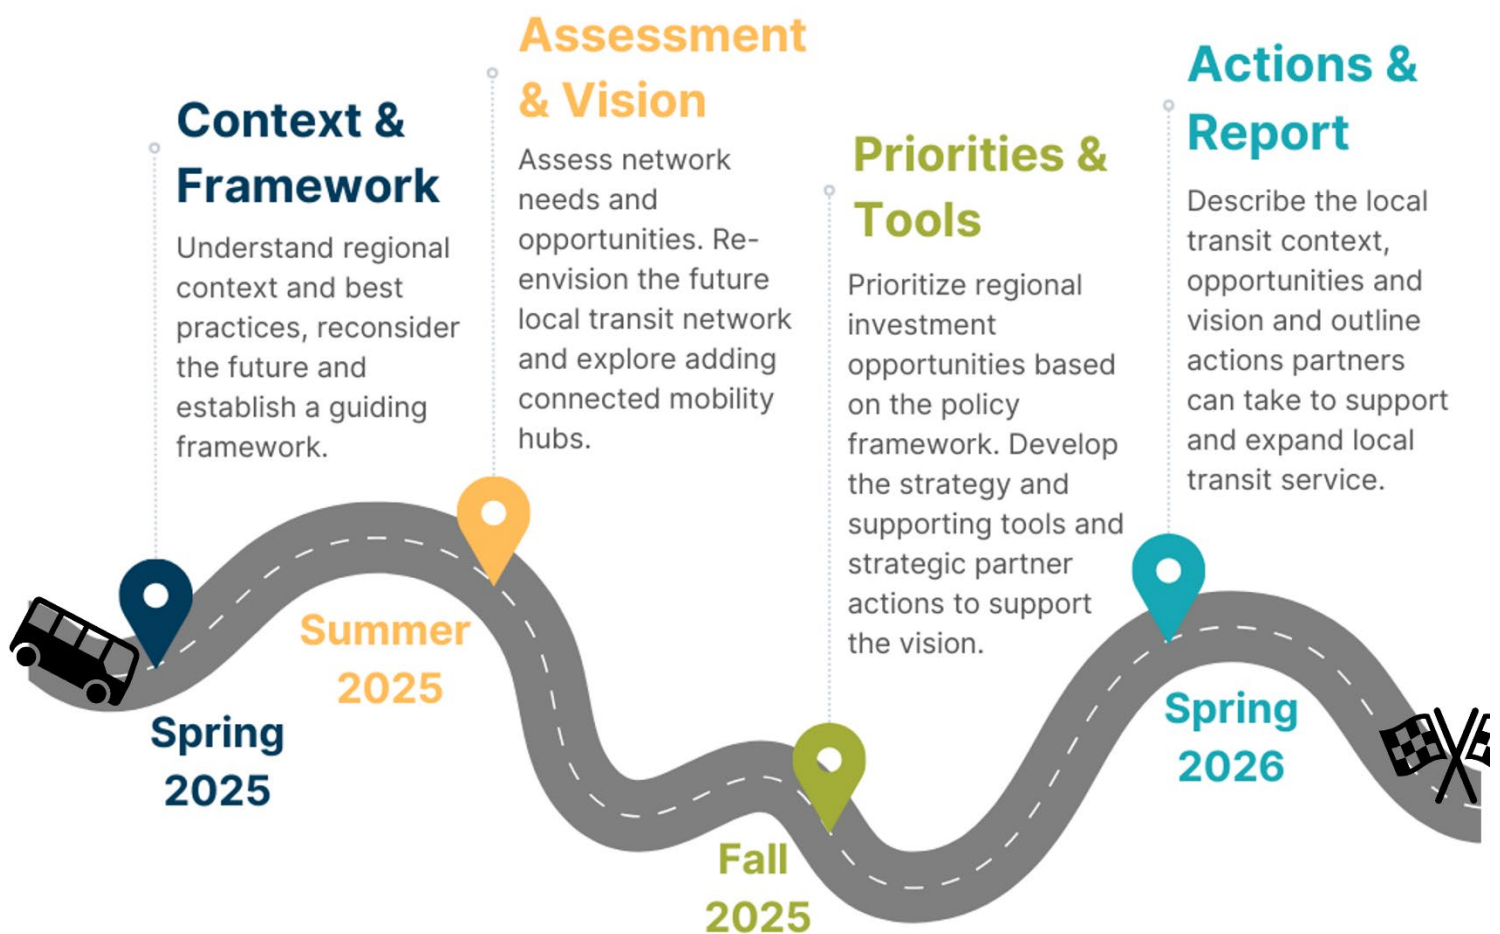 Context &
Framework
Understand regional
context and best
practices, reconsider
the future and
establish a guiding
framework.
Spring
2025
Assessment
& Vision
Assess network
needs and
opportunities. Re-
envision the future
local transit network
and explore adding
connected mobility
hubs.
Summer
2025
Priorities &
Tools
Prioritize regional
investment
opportunities based
on the policy
framework. Develop
the strategy and
supporting tools and
strategic partner
actions to support
the vision.
Fall
2025
Actions &
Report
Describe the local
transit context,
opportunities and
vision and outline
actions partners
can take to support
and expand local
transit service.
Spring
2026